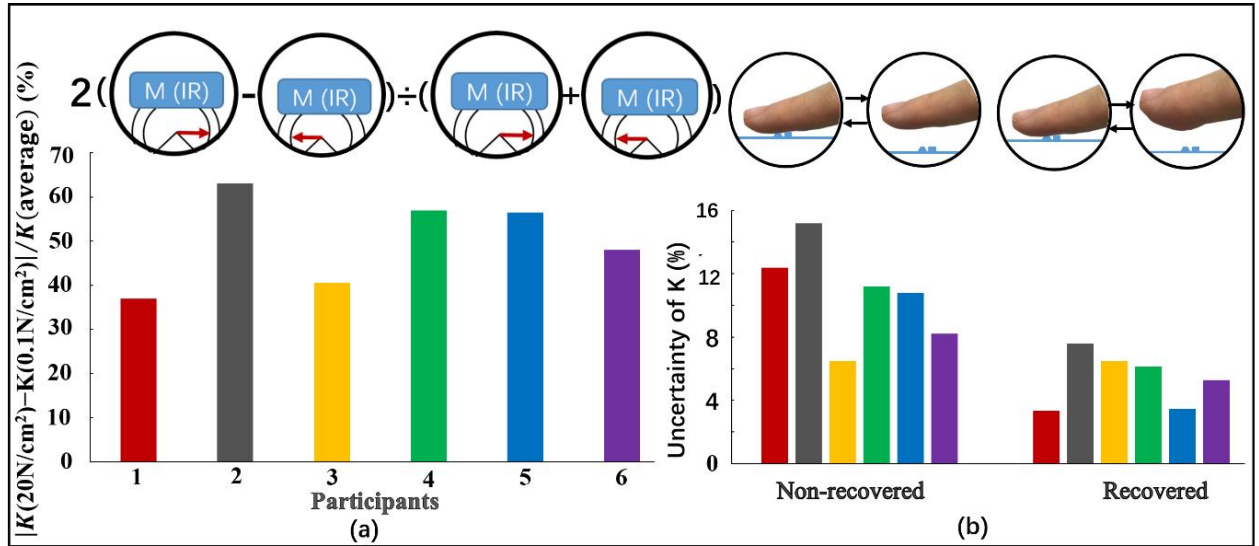 2( M (IR) - M (IR) )÷( M (IR) + M (IR) )
|K(20N/cm²)−K(0.1N/cm²)|/K(average) (%)
70
60
50
40
30
20
10
0
1 2 3 4 5 6
Participants
(a)
Uncertainty of K (%)
16
12
8
4
0
Non-recovered Recovered
(b)